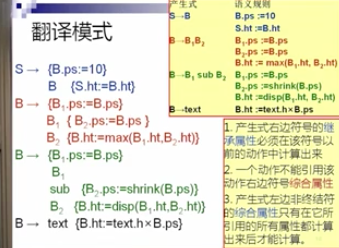 翻译模式
S → {B.ps:=10}
B {S.ht:=B.ht}
B → {B₁.ps:=B.ps}
B₁ { B₂.ps:=B.ps }
B₂ {B.ht:=max(B₁.ht,B₂.ht)}
B → {B₁.ps:=B.ps}
B₁
sub {B₂.ps:=shrink(B.ps)}
B₂ {B.ht:=disp(B₁.ht,B₂.ht)}
B → text {B.ht:=text.h×B.ps}
产生式 语义规则
S→B B.ps :=10
S.ht :=B.ht
B→B₁B₂ B₁.ps :=B.ps
B₂.ps :=B.ps
B.ht := max(B₁.ht, B₂.ht)
B→B₁ sub B₂ B₁.ps :=B.ps
B₂.ps :=shrink(B.ps)
B.ht :=disp(B₁.ht, B₂.ht)
B→text B.ht :=text.h×B.ps
1. 产生式右边符号的继
承属性必须在该符号以
前的动作中计算出来
2. 一个动作不能引用该
动作右边符号综合属性
3. 产生式左边非终结符
的综合属性只有在它所
引用的所有属性都计算
出来后才能计算。